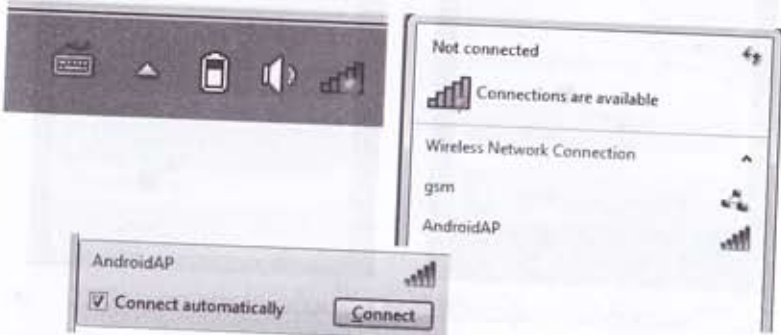 Not connected
Connections are available
Wireless Network Connection
gsm
AndroidAP
AndroidAP
Connect automatically
Connect